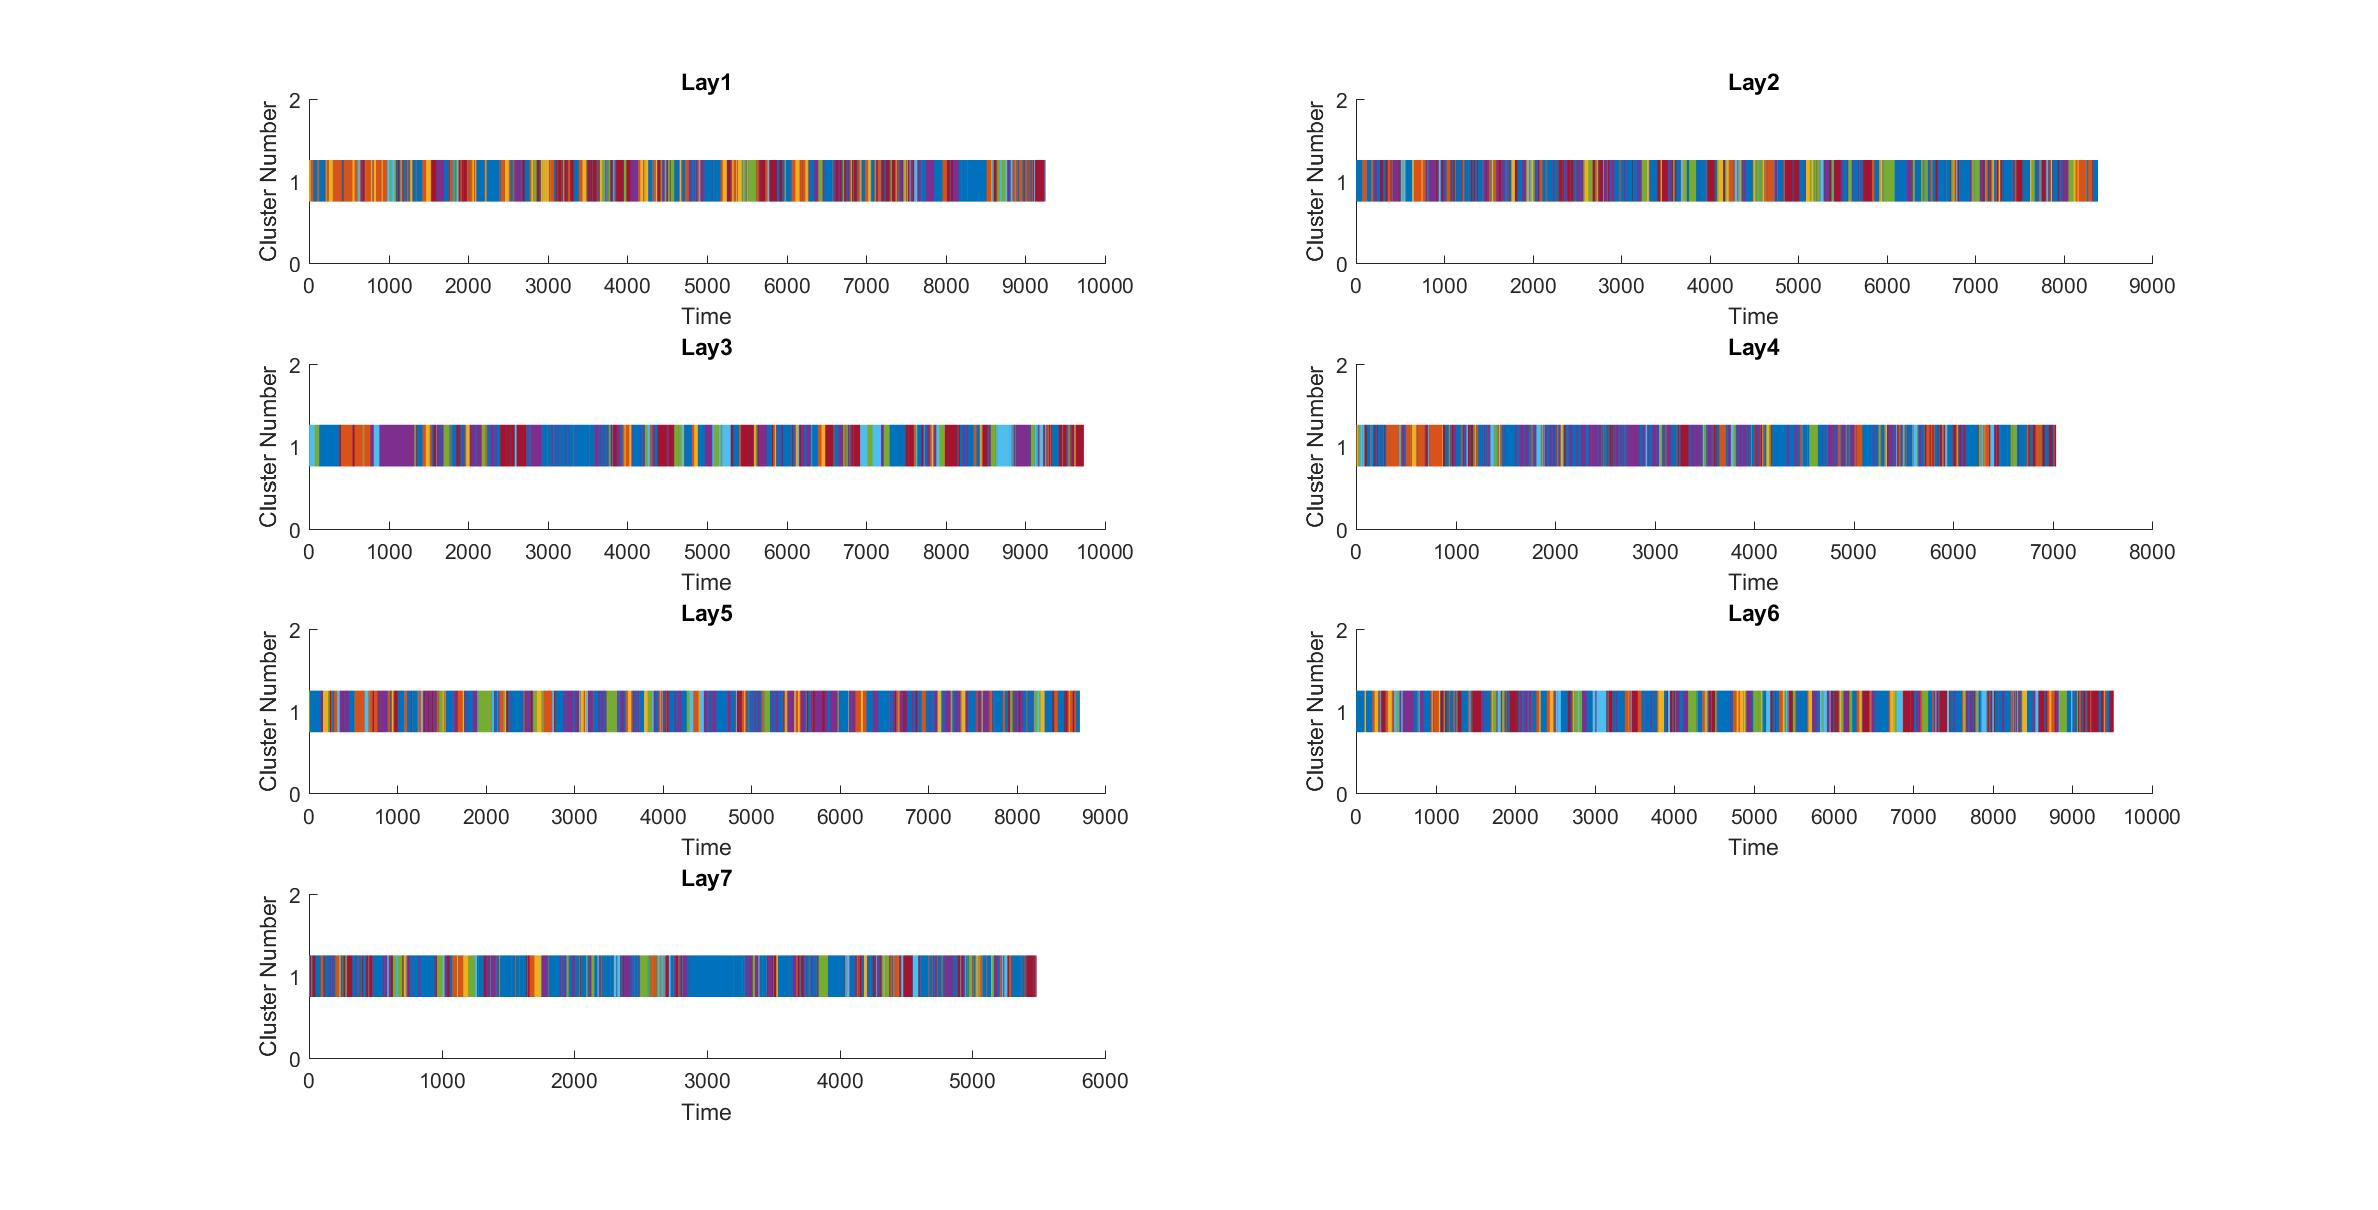 Lay1
Cluster Number
2
1
0
0 1000 2000 3000 4000 5000 6000 7000 8000 9000 10000
Time
Lay2
Cluster Number
2
1
0
0 1000 2000 3000 4000 5000 6000 7000 8000 9000
Time
Lay3
Cluster Number
2
1
0
0 1000 2000 3000 4000 5000 6000 7000 8000 9000 10000
Time
Lay4
Cluster Number
2
1
0
0 1000 2000 3000 4000 5000 6000 7000 8000
Time
Lay5
Cluster Number
2
1
0
0 1000 2000 3000 4000 5000 6000 7000 8000 9000
Time
Lay6
Cluster Number
2
1
0
0 1000 2000 3000 4000 5000 6000 7000 8000 9000 10000
Time
Lay7
Cluster Number
2
1
0
0 1000 2000 3000 4000 5000 6000
Time